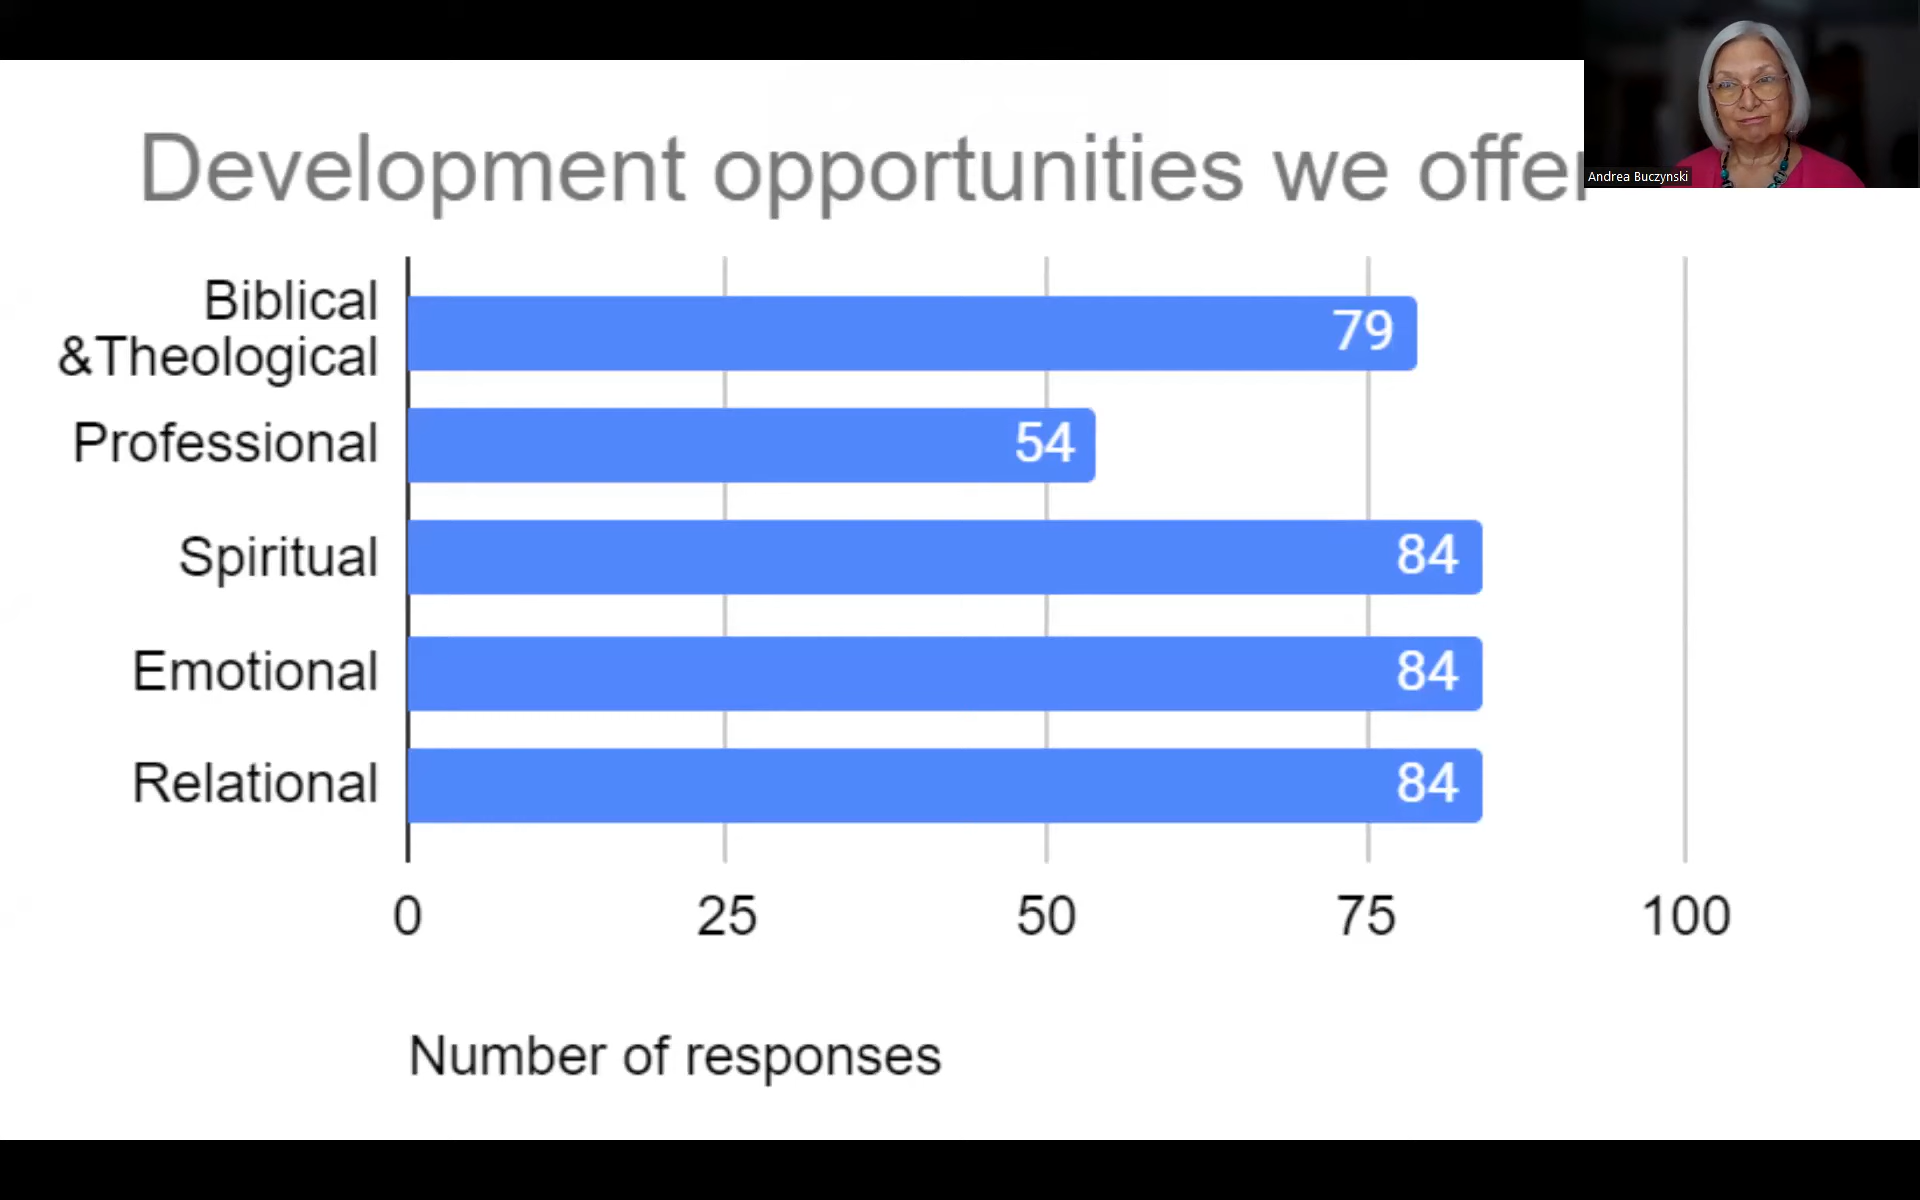 Development opportunities we offer
Andrea Buczynski
Biblical
&Theological
79
Professional
54
Spiritual
84
Emotional
84
Relational
84
0 25 50 75 100
Number of responses